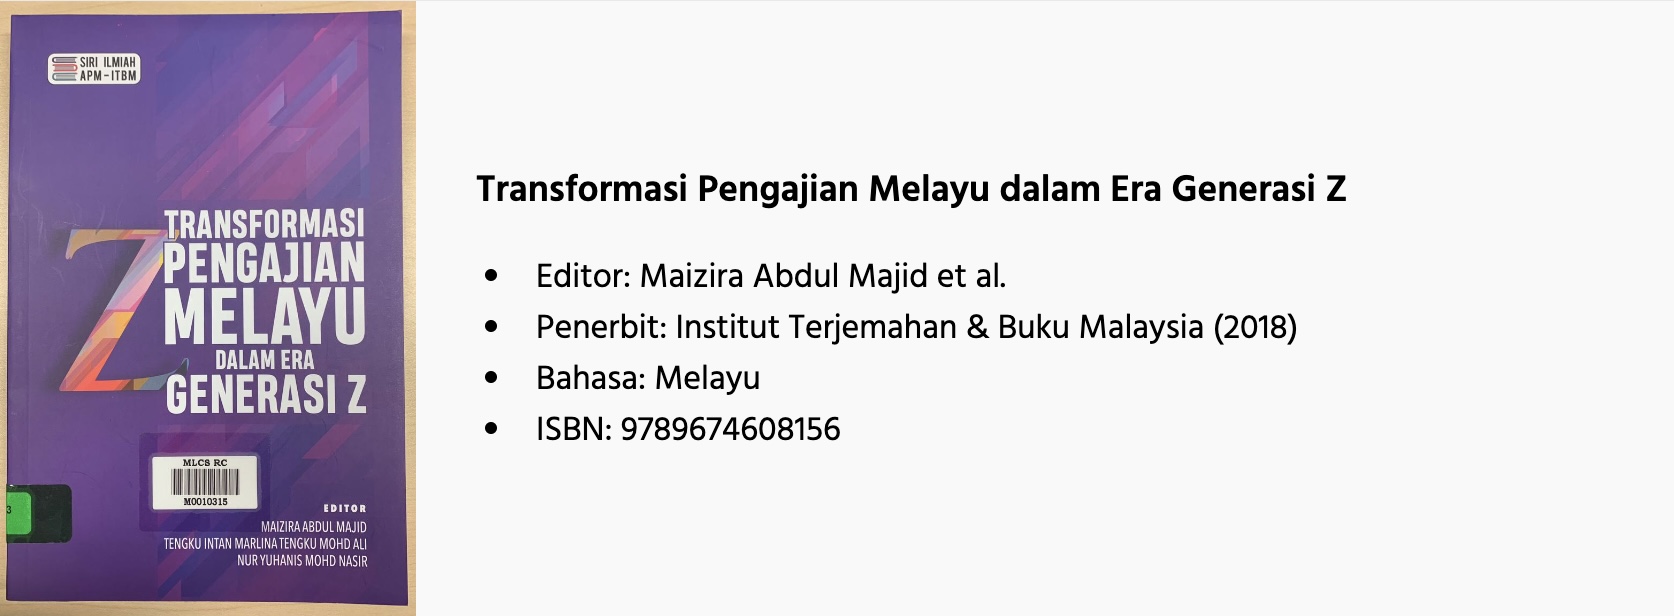 SIRI ILMIAH
APM-ITBM
TRANSFORMASI
PENGAJIAN
MELAYU
DALAM ERA
GENERASI Z
Z
MLCS RC
M0010315
3
EDITOR
MAIZIRA ABDUL MAJID
TENGKU INTAN MARLINA TENGKU MOHD ALI
NUR YUHANIS MOHD NASIR
Transformasi Pengajian Melayu dalam Era Generasi Z
• Editor: Maizira Abdul Majid et al.
• Penerbit: Institut Terjemahan & Buku Malaysia (2018)
• Bahasa: Melayu
• ISBN: 9789674608156